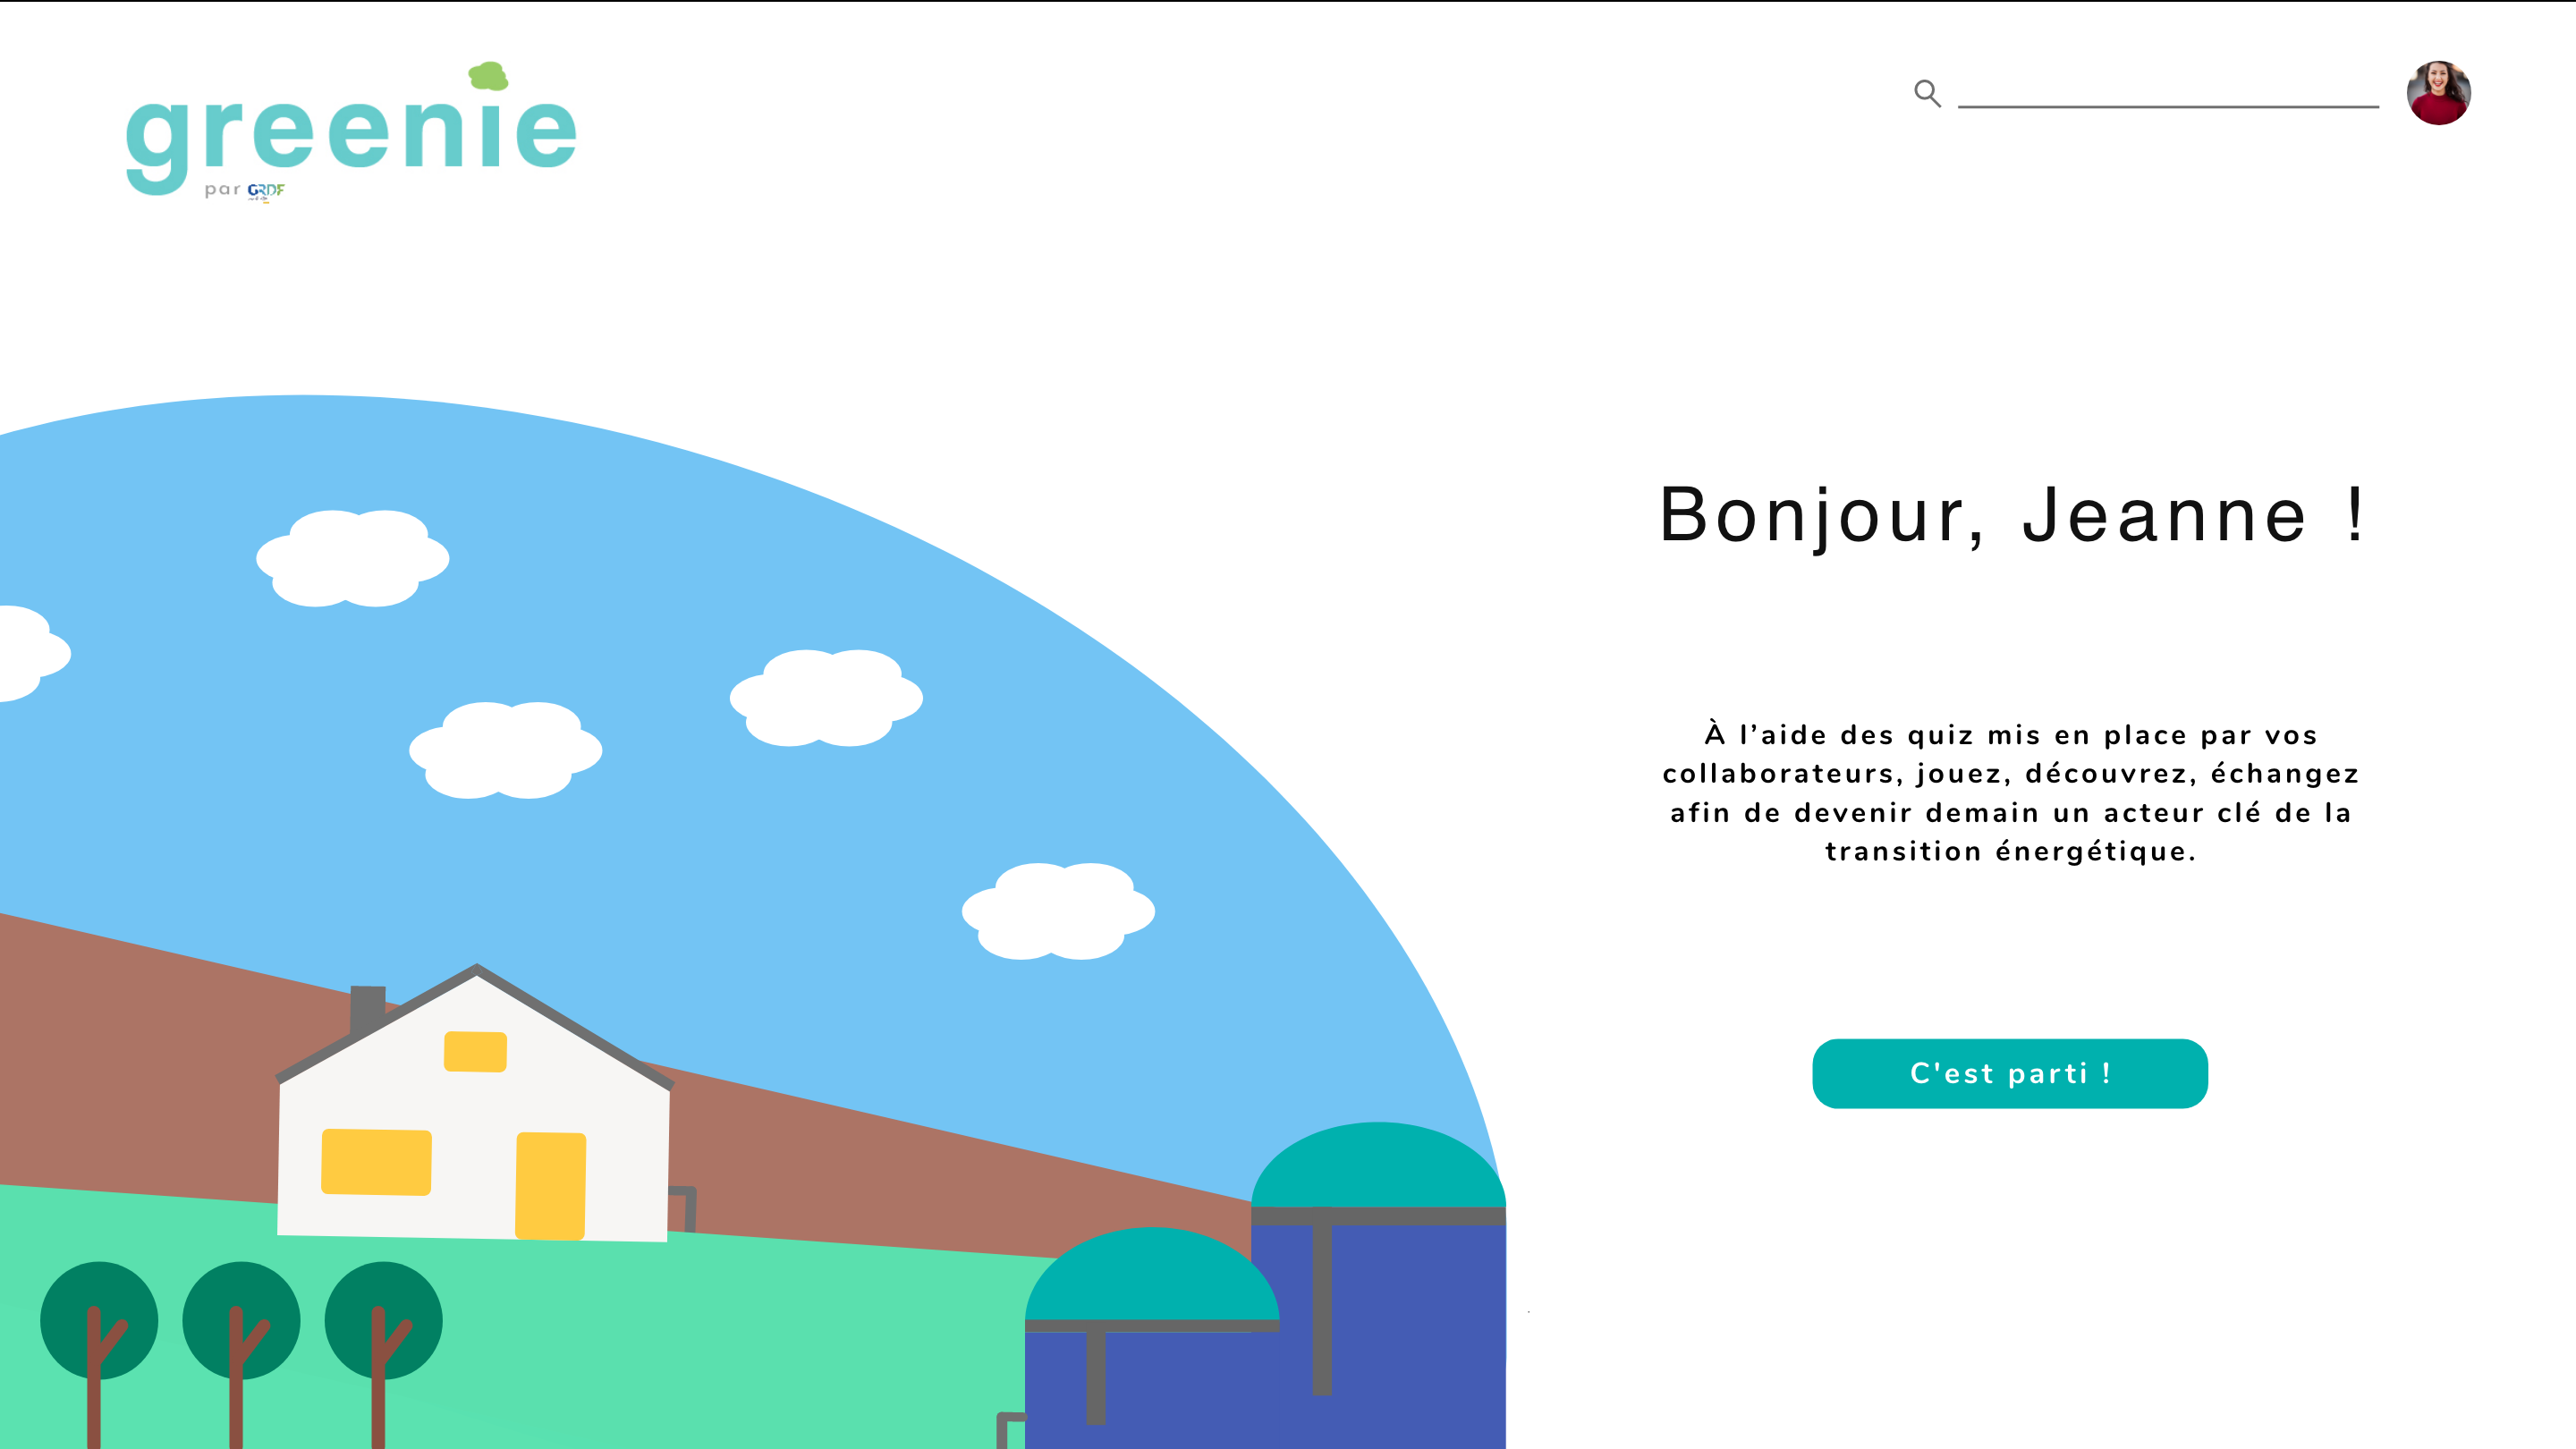 greenie
par GRDF
Bonjour, Jeanne !
À l’aide des quiz mis en place par vos
collaborateurs, jouez, découvrez, échangez
afin de devenir demain un acteur clé de la
transition énergétique.
C'est parti !